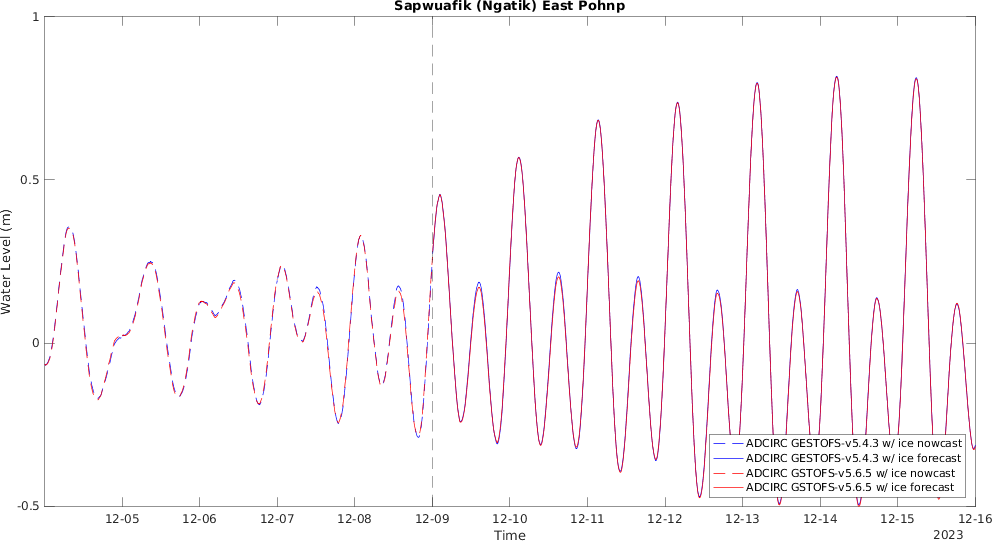 Sapwuafik (Ngatik) East Pohnp
1
0.5
0
-0.5
Water Level (m)
ADCIRC GESTOFS-v5.4.3 w/ ice nowcast
ADCIRC GESTOFS-v5.4.3 w/ ice forecast
ADCIRC GSTOFS-v5.6.5 w/ ice nowcast
ADCIRC GSTOFS-v5.6.5 w/ ice forecast
12-05 12-06 12-07 12-08 12-09 12-10 12-11 12-12 12-13 12-14 12-15 12-16
Time
2023